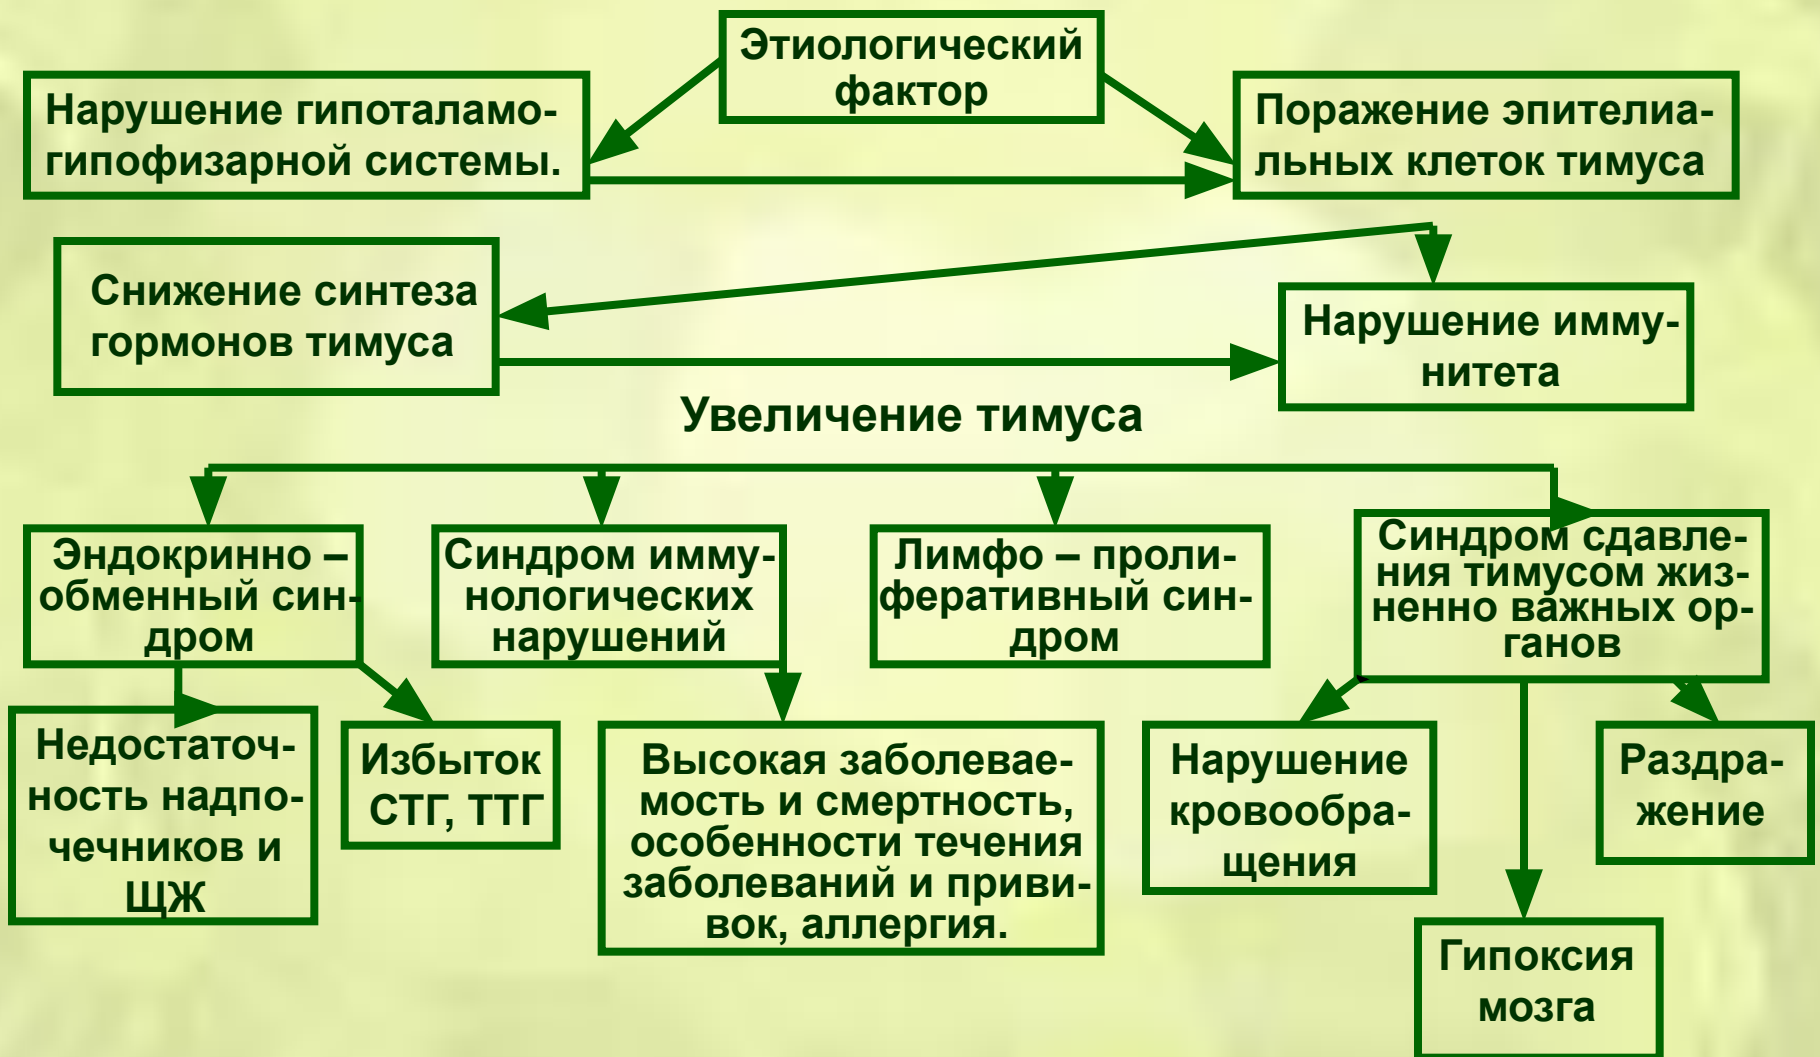 Этиологический
фактор
Нарушение гипоталамо-
гипофизарной системы.
Поражение эпителиа-
льных клеток тимуса
Снижение синтеза
гормонов тимуса
Нарушение имму-
нитета
Увеличение тимуса
Эндокринно –
обменный син-
дром
Синдром имму-
нологических
нарушений
Лимфо – проли-
феративный син-
дром
Синдром сдавле-
ния тимусом жиз-
ненно важных ор-
ганов
Недостаточ-
ность надпо-
чечников и
ЩЖ
Избыток
СТГ, ТТГ
Высокая заболевае-
мость и смертность,
особенности течения
заболеваний и приви-
вок, аллергия.
Нарушение
кровообра-
щения
Гипоксия
мозга
Раздра-
жение